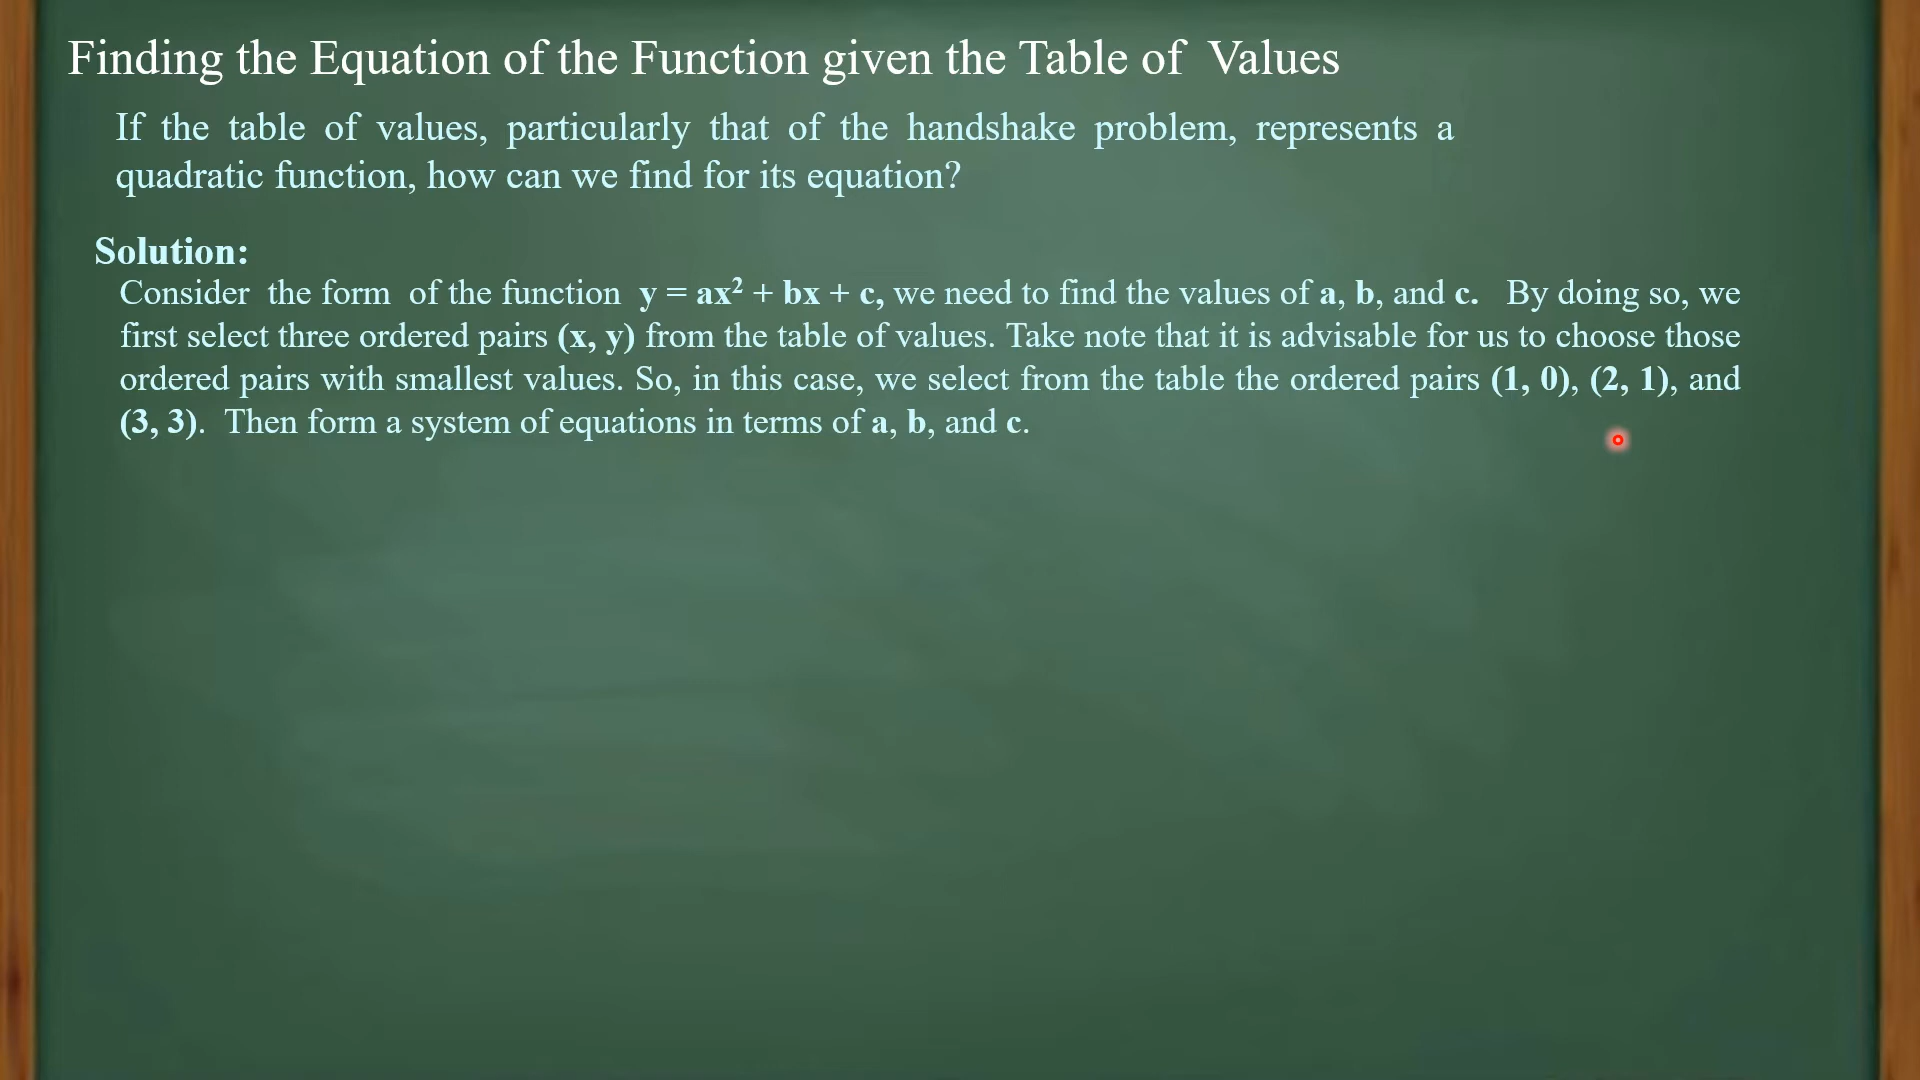 Finding the Equation of the Function given the Table of Values
If the table of values, particularly that of the handshake problem, represents a
quadratic function, how can we find for its equation?
Solution:
Consider the form of the function y = ax² + bx + c, we need to find the values of a, b, and c. By doing so, we
first select three ordered pairs (x, y) from the table of values. Take note that it is advisable for us to choose those
ordered pairs with smallest values. So, in this case, we select from the table the ordered pairs (1, 0), (2, 1), and
(3, 3). Then form a system of equations in terms of a, b, and c.